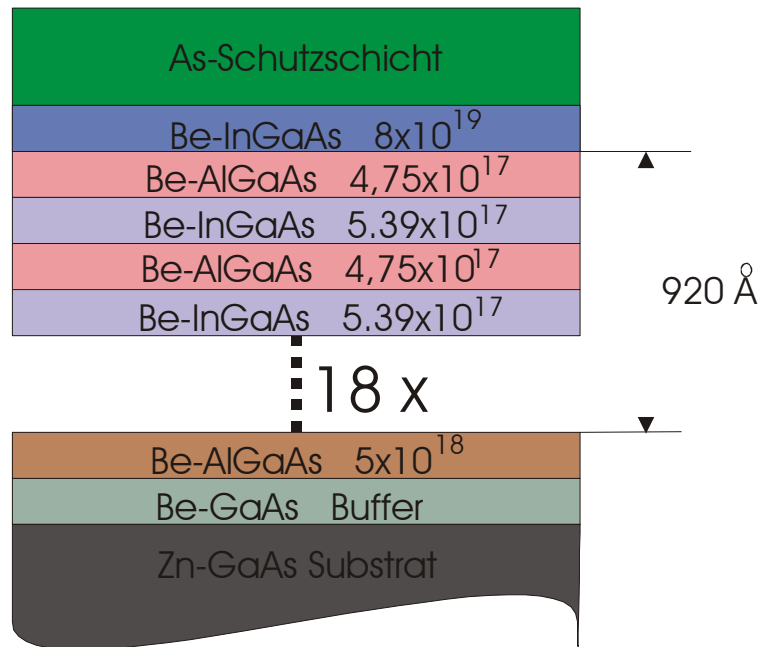 As-Schutzschicht
Be-InGaAs 8x10^19
Be-AlGaAs 4,75x10^17
Be-InGaAs 5.39x10^17
Be-AlGaAs 4,75x10^17
Be-InGaAs 5.39x10^17
920 Å
18 x
Be-AlGaAs 5x10^18
Be-GaAs Buffer
Zn-GaAs Substrat